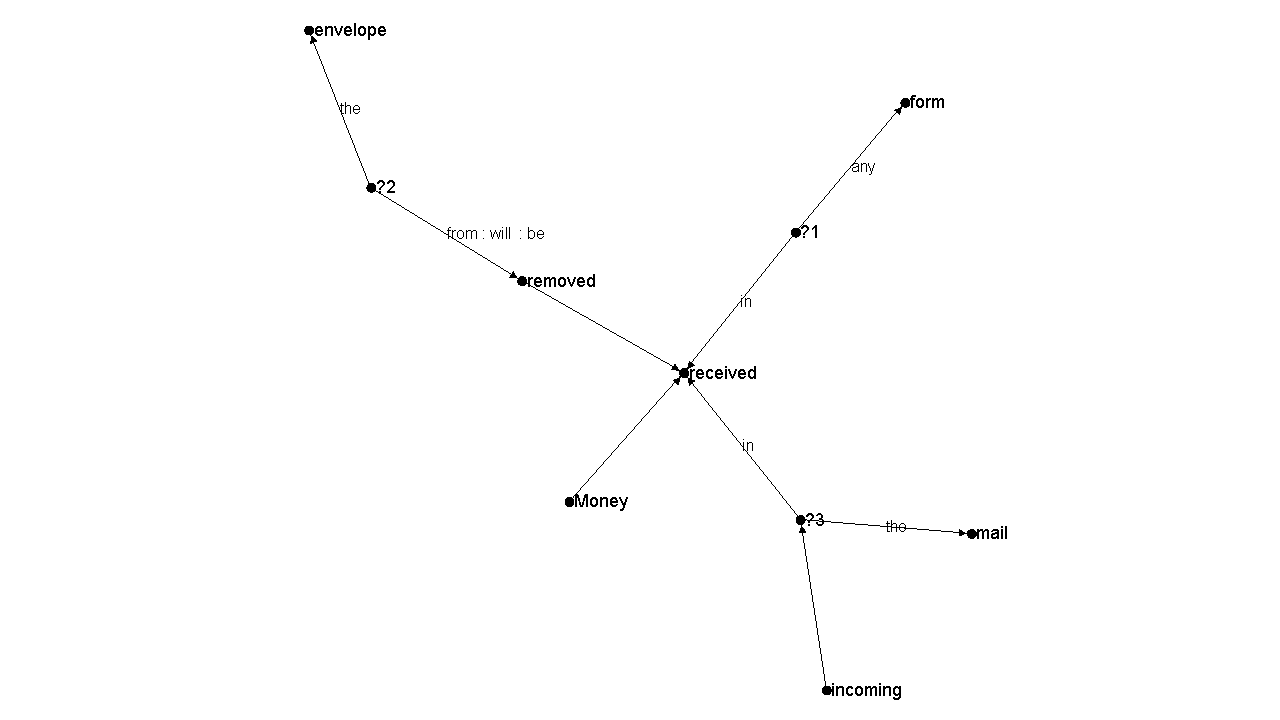 envelope
form
the
any
?2
?1
from : will : be
removed
in
received
in
Money
?3
the
mail
incoming